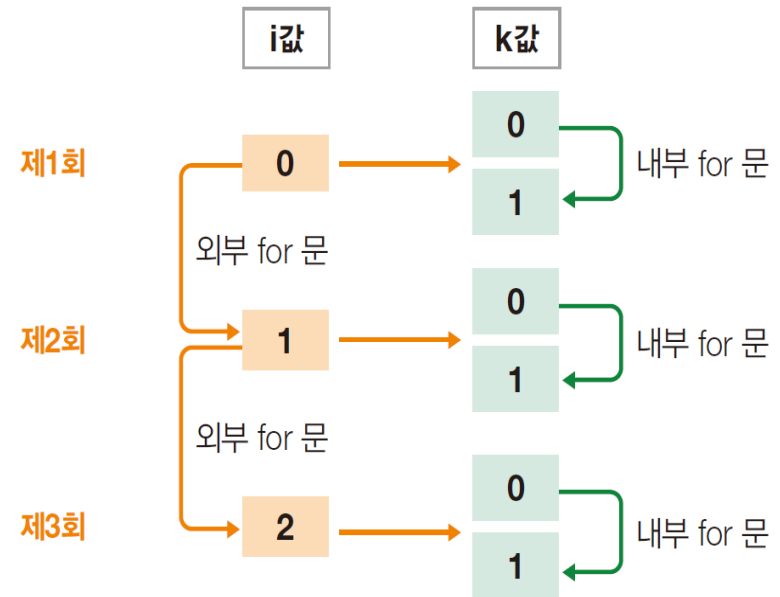 i값 k값
제1회 0 0 내부 for 문
1
외부 for 문
제2회 1 0 내부 for 문
1
외부 for 문
제3회 2 0 내부 for 문
1